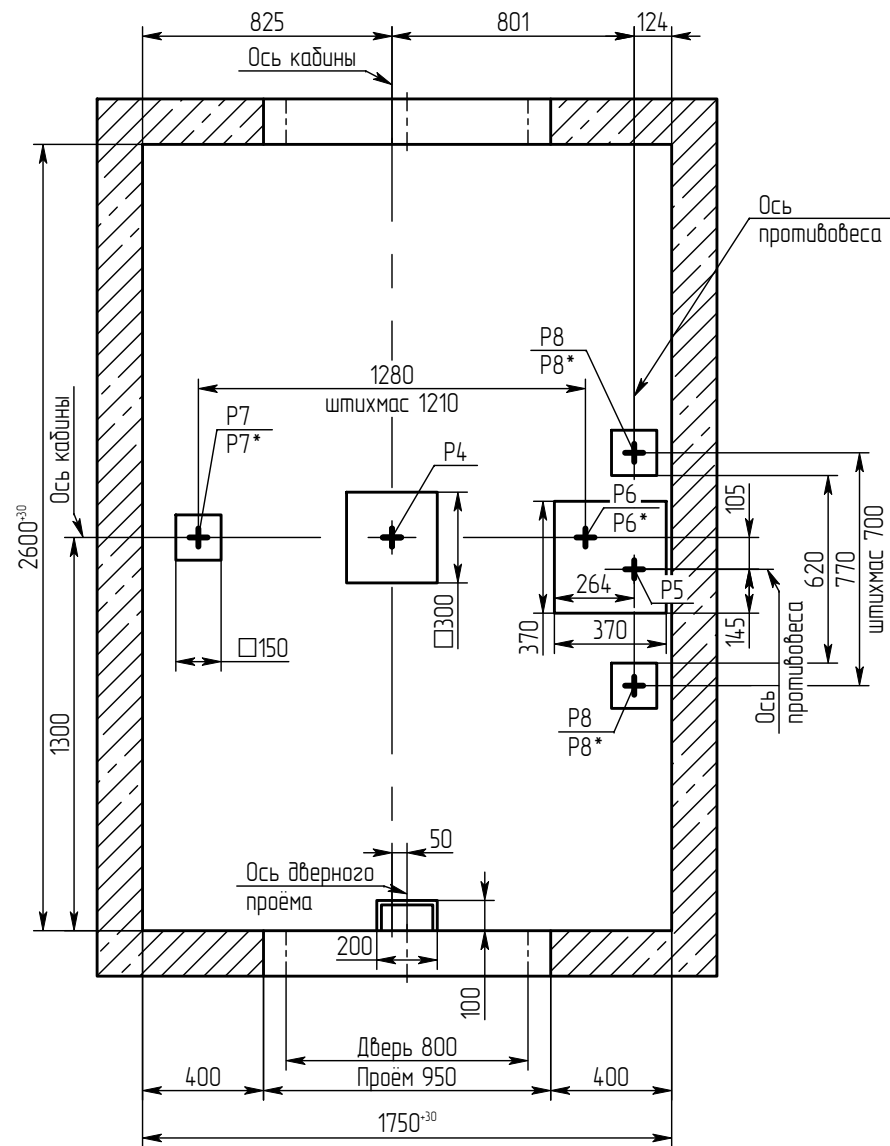 825
801
124
Ось кабины
Ось
противовеса
P8
P8*
1280
штихмас 1210
P7
P7*
P4
Ось кабины
2600⁺³⁰
1300
P6
P6*
105
264
P5
□300
370
370
145
620
770
штихмас 700
□150
Ось
противовеса
P8
P8*
50
Ось дверного
проёма
200
100
Дверь 800
400
Проём 950
400
1750⁺³⁰